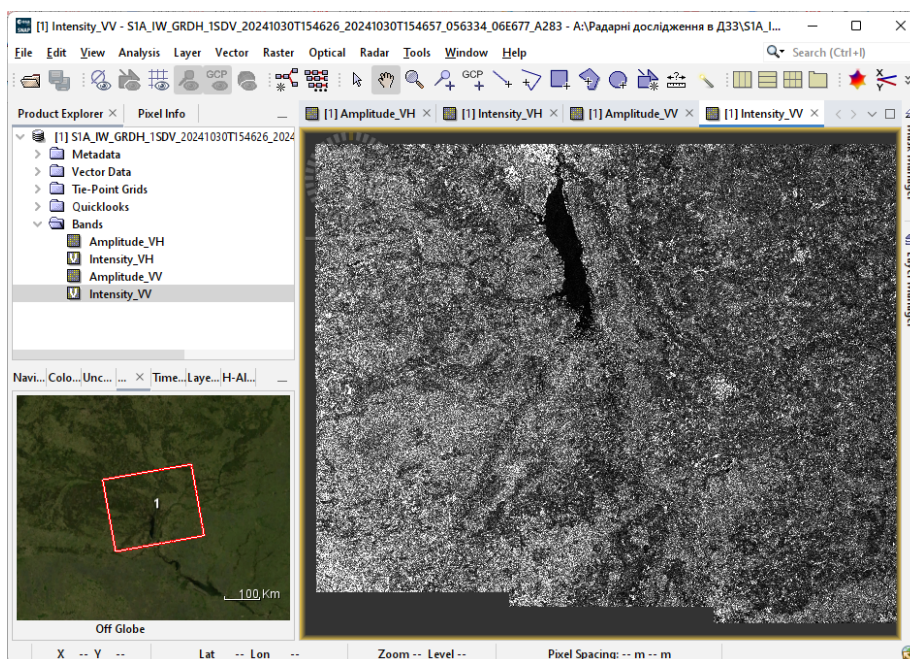 [1] Intensity_VV - S1A_IW_GRDH_1SDV_20241030T154626_20241030T154657_056334_06E677_A283 - A:\Радарні дослідження в ДЗЗ\S1A_I...
File Edit View Analysis Layer Vector Raster Optical Radar Tools Window Help
Search (Ctrl+I)
GCP GCP
Product Explorer Pixel Info
[1] Amplitude_VH [1] Intensity_VH [1] Amplitude_VV [1] Intensity_VV
[1] S1A_IW_GRDH_1SDV_20241030T154626_2024
Metadata
Vector Data
Tie-Point Grids
Quicklooks
Bands
Amplitude_VH
Intensity_VH
Amplitude_VV
Intensity_VV
Navi... Colo... Unc... ... Time... Laye... H-Al...
1
100 Km
Off Globe
X -- Y -- Lat -- Lon -- Zoom -- Level -- Pixel Spacing: -- m -- m